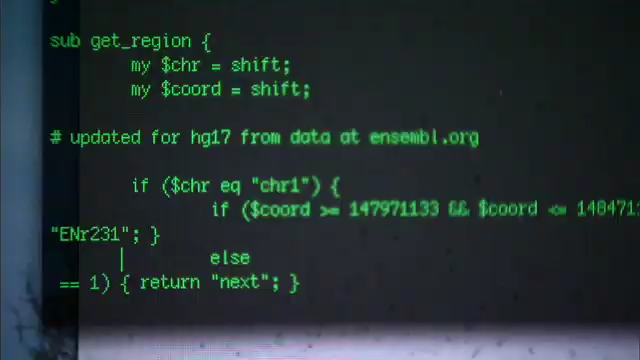 sub get_region {
my $chr = shift;
my $coord = shift;
# updated for hg17 from data at ensembl.org
if ($chr eq "chr1") {
if ($coord >= 147971133 && $coord <= 148471
"ENr231"; }
else
== 1) { return "next"; }